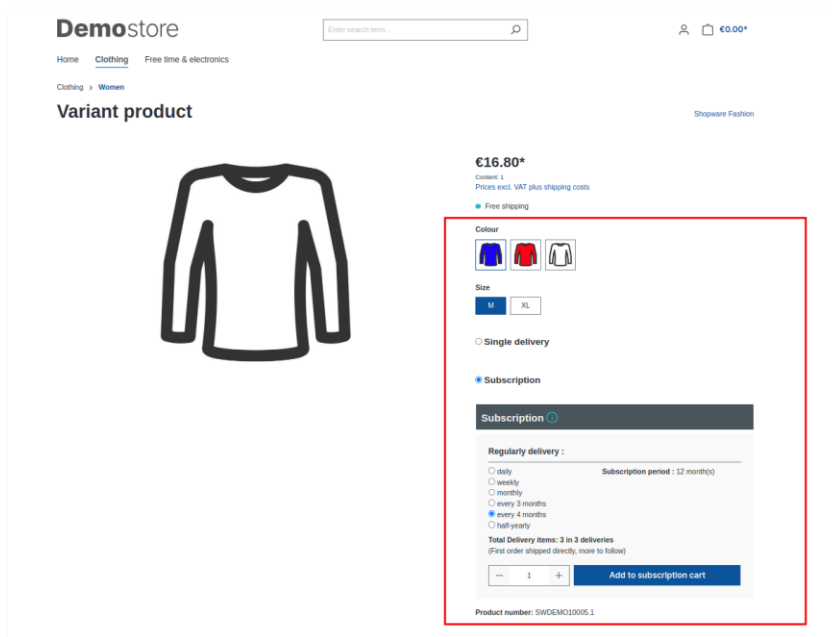 Demostore
Enter search term...
€0.00*
Home Clothing Free time & electronics
Clothing > Women
Variant product
Shopware Fashion
€16.80*
Content: 1
Prices excl. VAT plus shipping costs
Free shipping
Colour
Size
M XL
Single delivery
Subscription
Subscription
Regularly delivery :
daily Subscription period : 12 month(s)
weekly
monthly
every 3 months
every 4 months
half-yearly
Total Delivery items: 3 in 3 deliveries
(First order shipped directly, more to follow)
− 1 + Add to subscription cart
Product number: SWDEMO10005.1